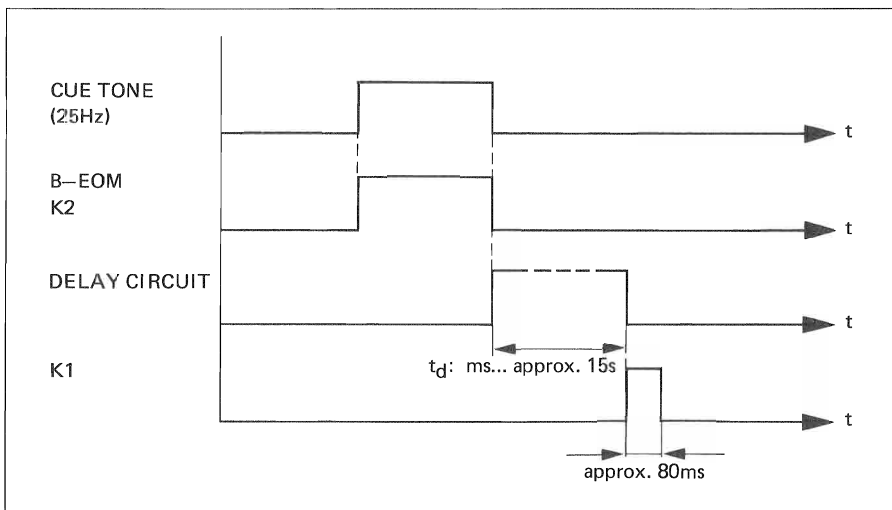 CUE TONE
(25Hz)
t
B–EOM
K2
t
DELAY CIRCUIT
t
td: ms... approx. 15s
K1
t
approx. 80ms